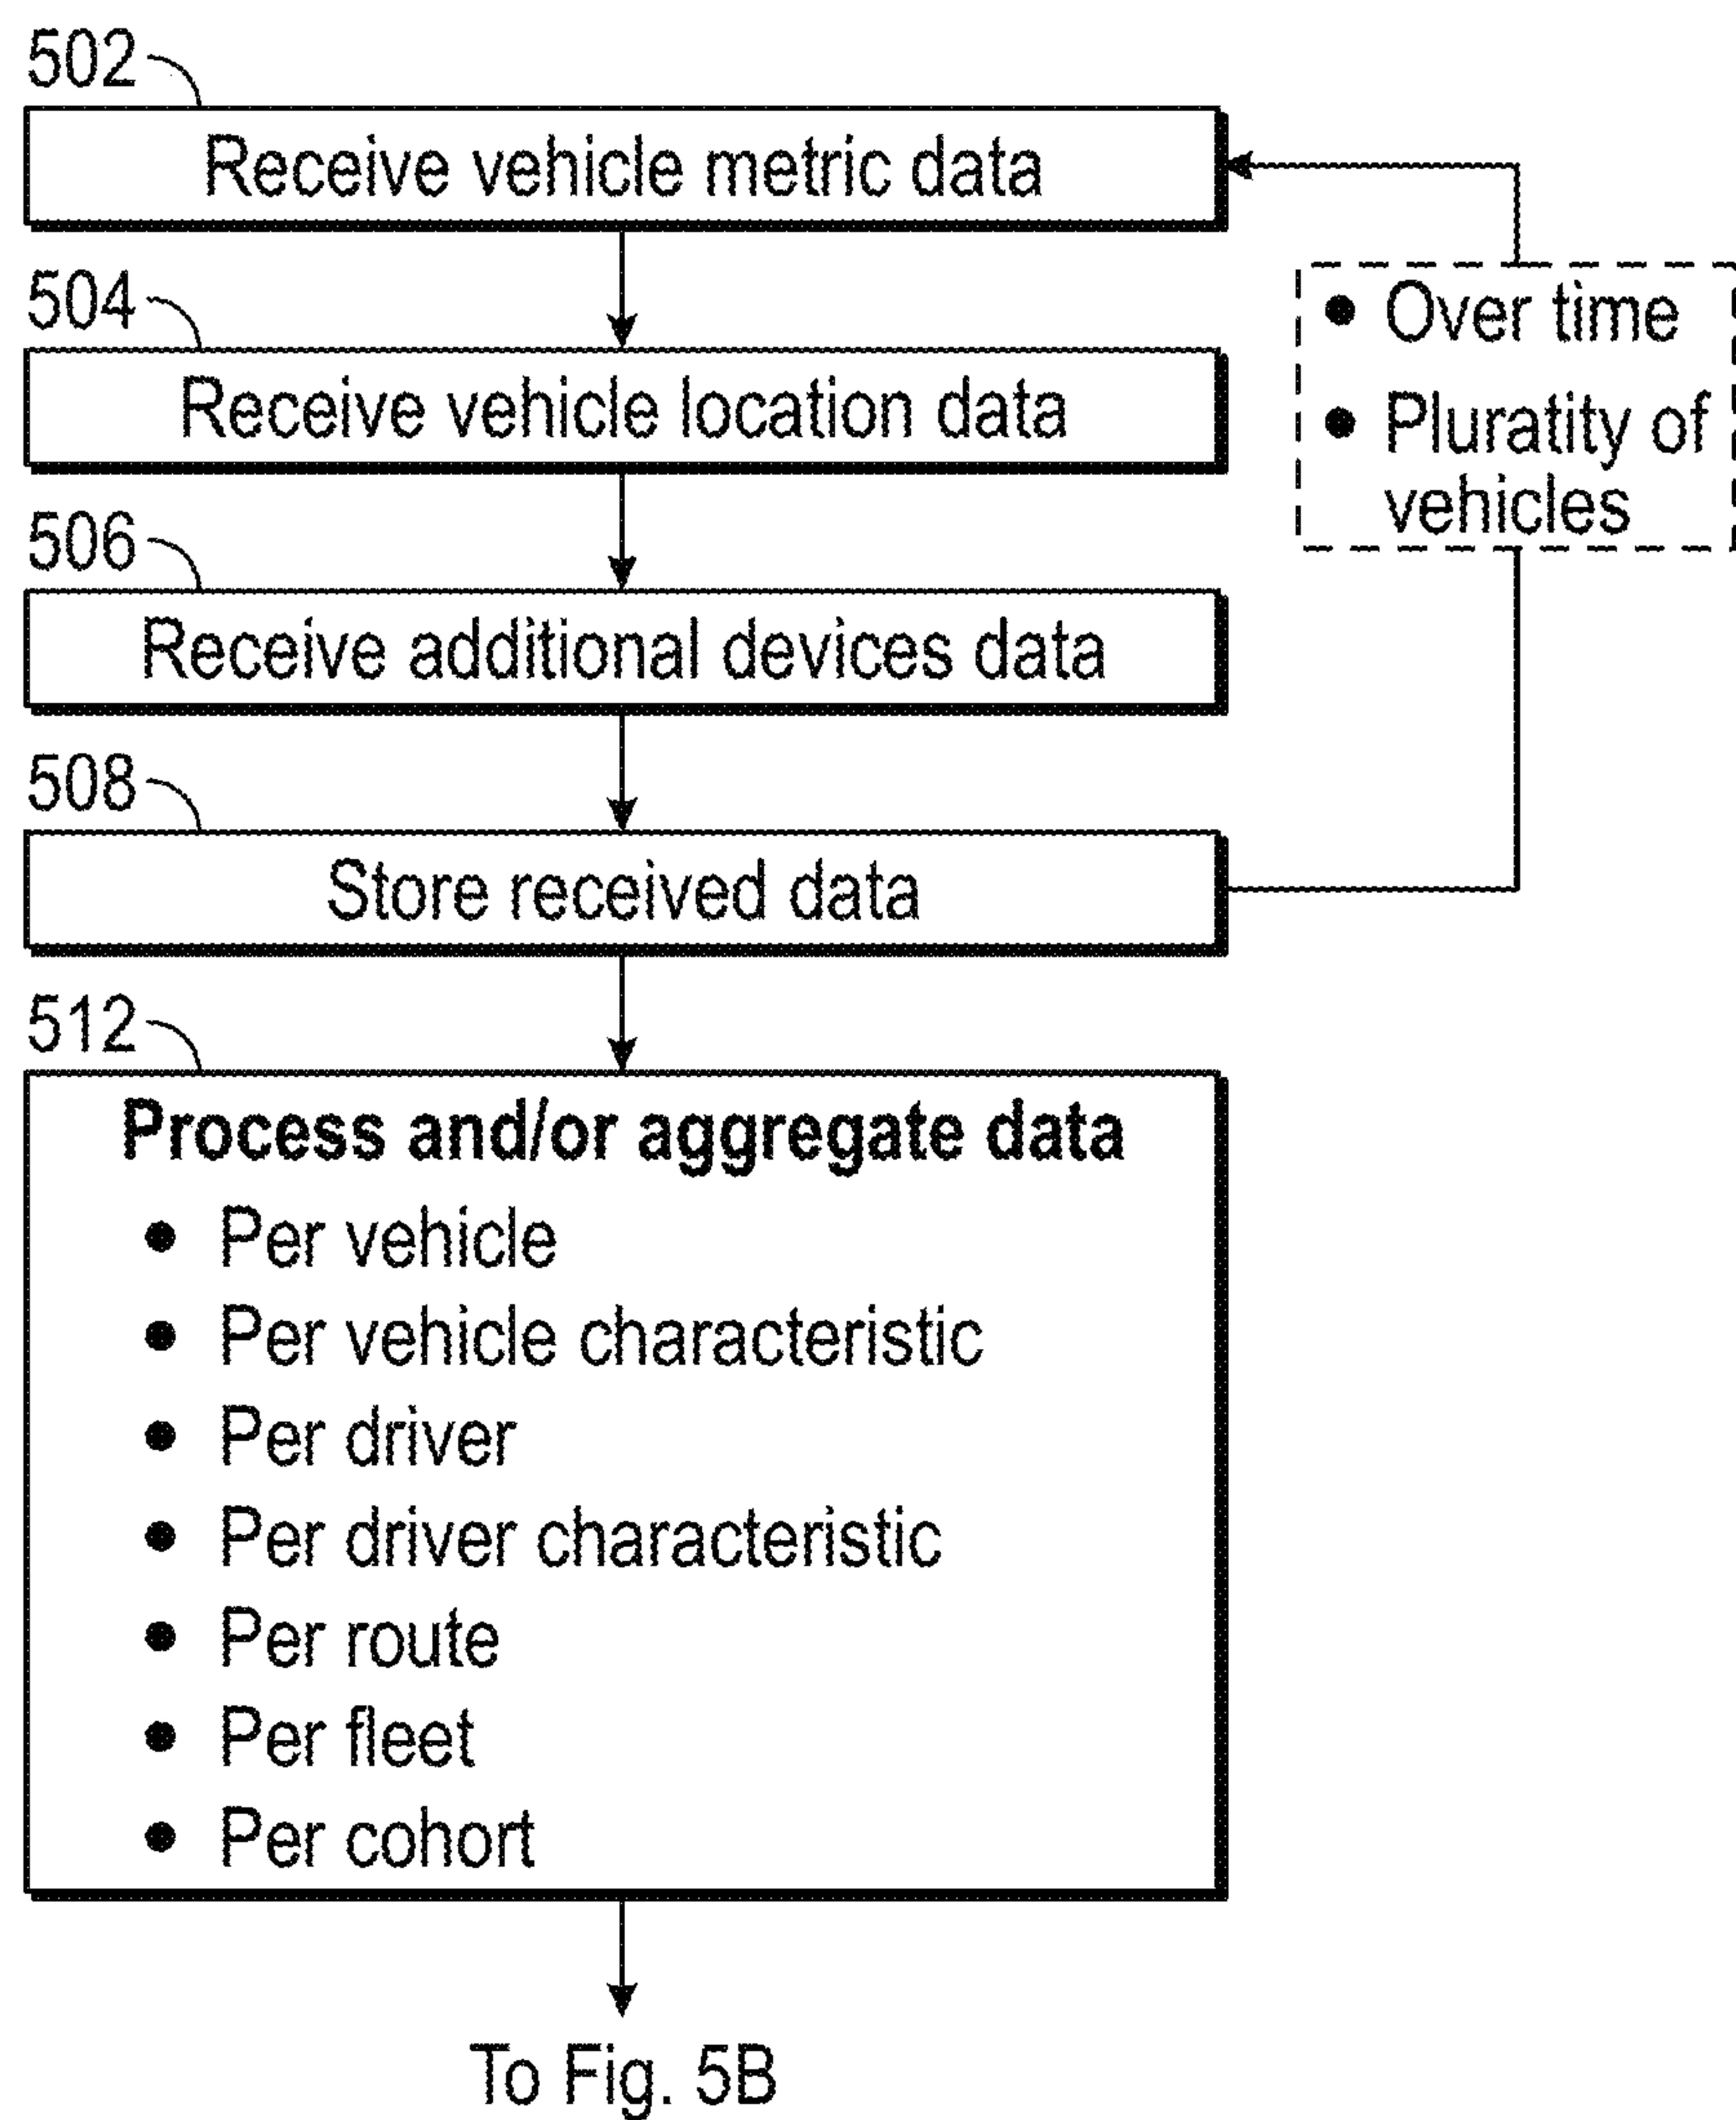 502
Receive vehicle metric data
504
Receive vehicle location data
506
Receive additional devices data
508
Store received data
• Over time
• Pluratity of
vehicles
512
Process and/or aggregate data
• Per vehicle
• Per vehicle characteristic
• Per driver
• Per driver characteristic
• Per route
• Per fleet
• Per cohort
To Fig. 5B